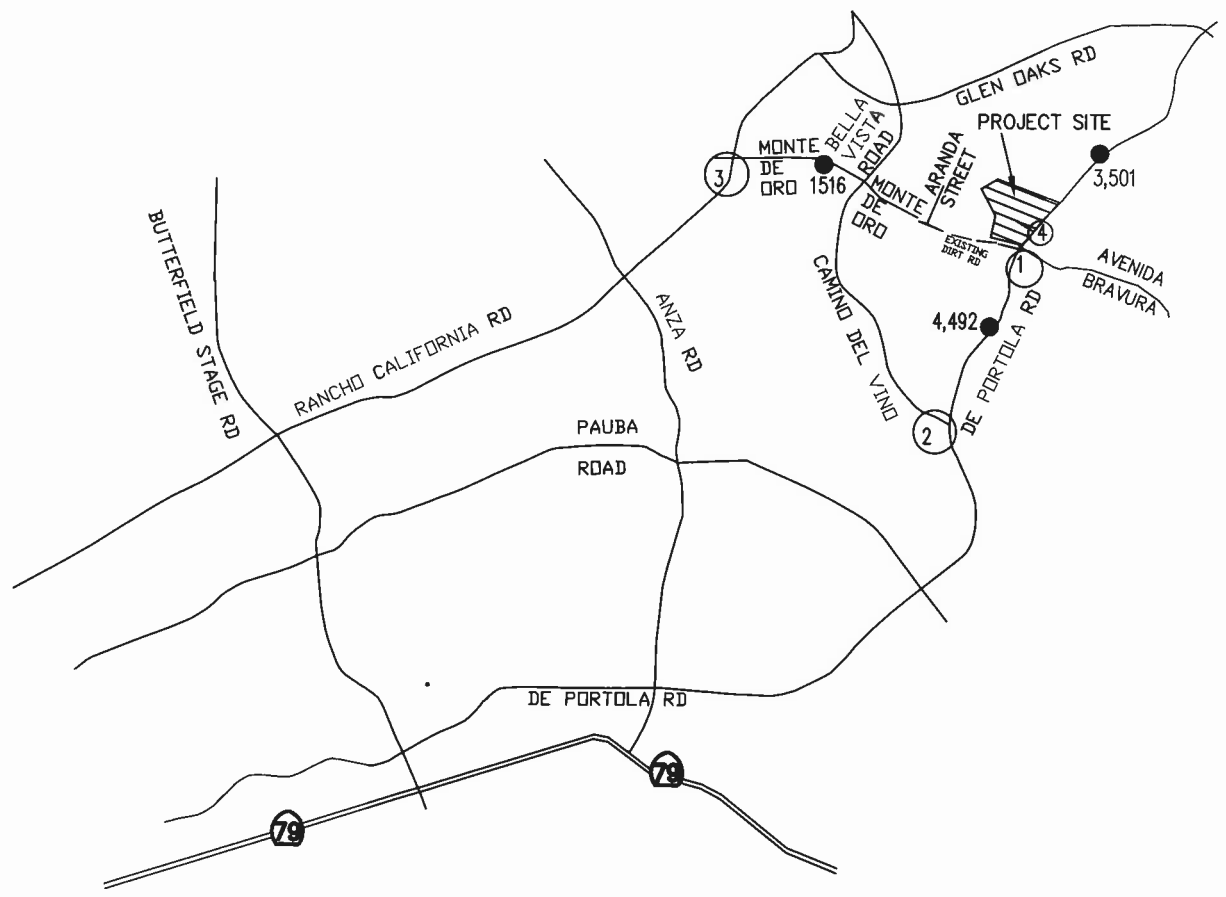 GLEN OAKS RD
PROJECT SITE
3,501
BELLA
VISTA
ROAD
MONTE
DE
ORO
3
1516
MONTE
DE
ORO
ARANDA
STREET
4
EXISTING
DIRT RD
1
AVENIDA
BRAVURA
BUTTERFIELD STAGE RD
RANCHO CALIFORNIA RD
ANZA RD
CAMINO DEL VINO
4,492
DE PORTOLA RD
2
PAUBA
ROAD
DE PORTOLA RD
79
79